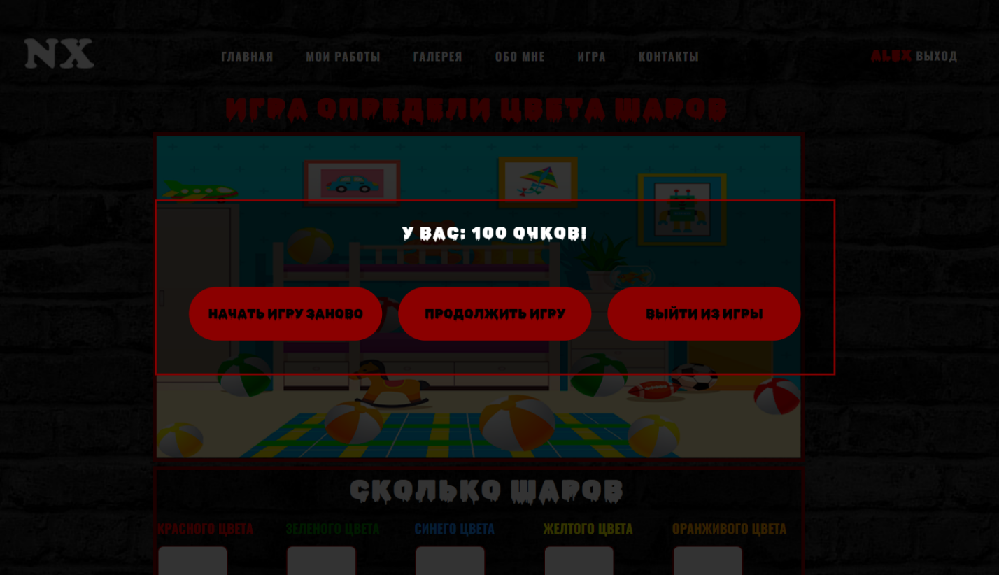 NX
ГЛАВНАЯ МОИ РАБОТЫ ГАЛЕРЕЯ ОБО МНЕ ИГРА КОНТАКТЫ
ALEX ВЫХОД
ИГРА ОПРЕДЕЛИ ЦВЕТА ШАРОВ
У ВАС: 100 ОЧКОВ!
НАЧАТЬ ИГРУ ЗАНОВО
ПРОДОЛЖИТЬ ИГРУ
ВЫЙТИ ИЗ ИГРЫ
СКОЛЬКО ШАРОВ
КРАСНОГО ЦВЕТА
ЗЕЛЕНОГО ЦВЕТА
СИНЕГО ЦВЕТА
ЖЕЛТОГО ЦВЕТА
ОРАНЖИВОГО ЦВЕТА